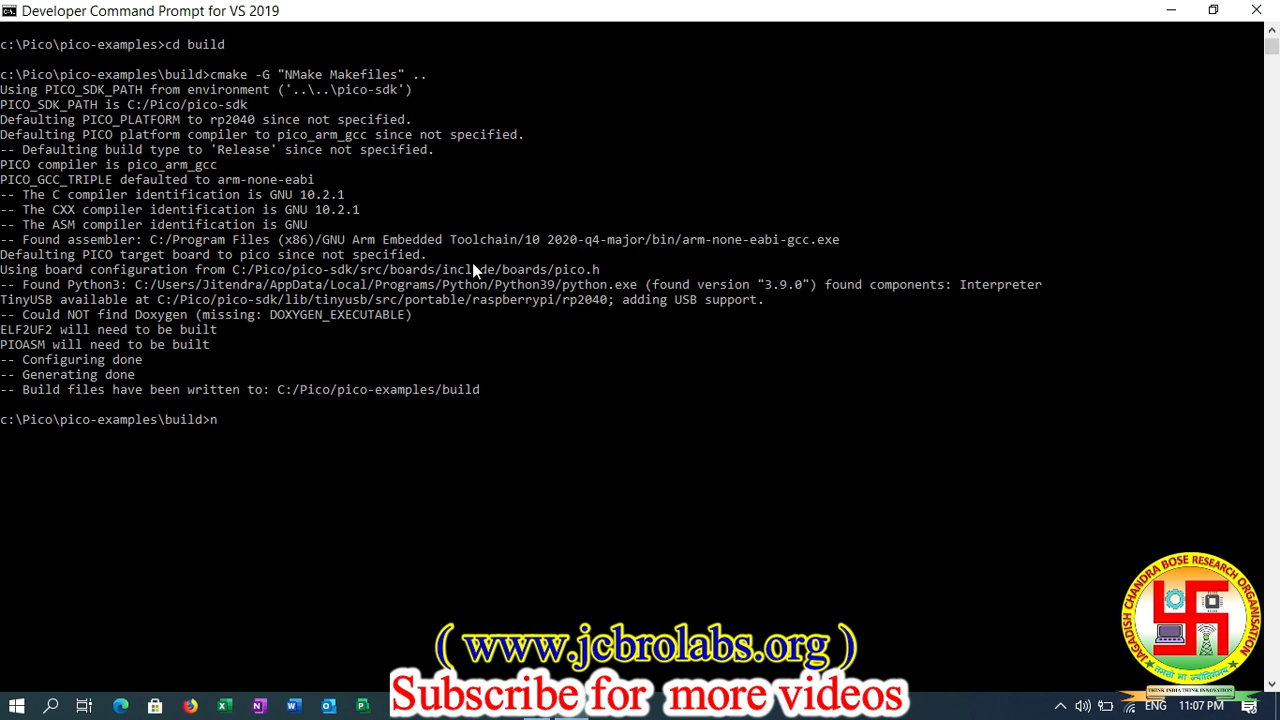 Developer Command Prompt for VS 2019
c:\Pico\pico-examples>cd build
c:\Pico\pico-examples\build>cmake -G "NMake Makefiles" ..
Using PICO_SDK_PATH from environment ('..\..\pico-sdk')
PICO_SDK_PATH is C:/Pico/pico-sdk
Defaulting PICO_PLATFORM to rp2040 since not specified.
Defaulting PICO platform compiler to pico_arm_gcc since not specified.
-- Defaulting build type to 'Release' since not specified.
PICO compiler is pico_arm_gcc
PICO_GCC_TRIPLE defaulted to arm-none-eabi
-- The C compiler identification is GNU 10.2.1
-- The CXX compiler identification is GNU 10.2.1
-- The ASM compiler identification is GNU
-- Found assembler: C:/Program Files (x86)/GNU Arm Embedded Toolchain/10 2020-q4-major/bin/arm-none-eabi-gcc.exe
Defaulting PICO target board to pico since not specified.
Using board configuration from C:/Pico/pico-sdk/src/boards/include/boards/pico.h
-- Found Python3: C:/Users/Jitendra/AppData/Local/Programs/Python/Python39/python.exe (found version "3.9.0") found components: Interpreter
TinyUSB available at C:/Pico/pico-sdk/lib/tinyusb/src/portable/raspberrypi/rp2040; adding USB support.
-- Could NOT find Doxygen (missing: DOXYGEN_EXECUTABLE)
ELF2UF2 will need to be built
PIOASM will need to be built
-- Configuring done
-- Generating done
-- Build files have been written to: C:/Pico/pico-examples/build
c:\Pico\pico-examples\build>n
JAGADISH CHANDRA BOSE RESEARCH ORGANISATION
THINK INDIA THINK INNOVATION
( www.jcbrolabs.org )
Subscribe for more videos
ENG
11:07 PM